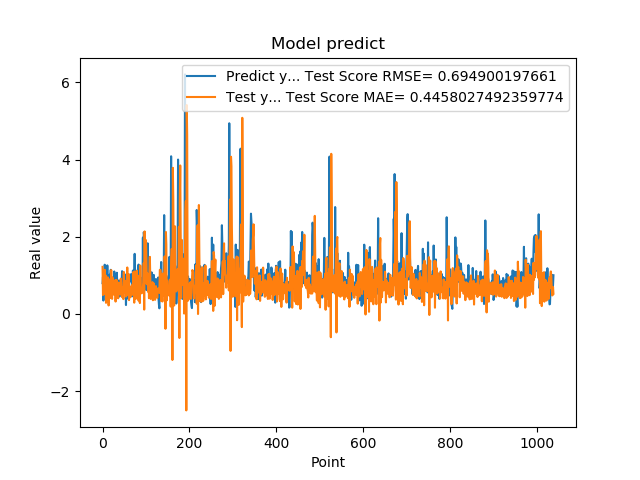 Model predict
Predict y... Test Score RMSE= 0.694900197661
Test y... Test Score MAE= 0.4458027492359774
Real value
6
4
2
0
−2
0 200 400 600 800 1000
Point